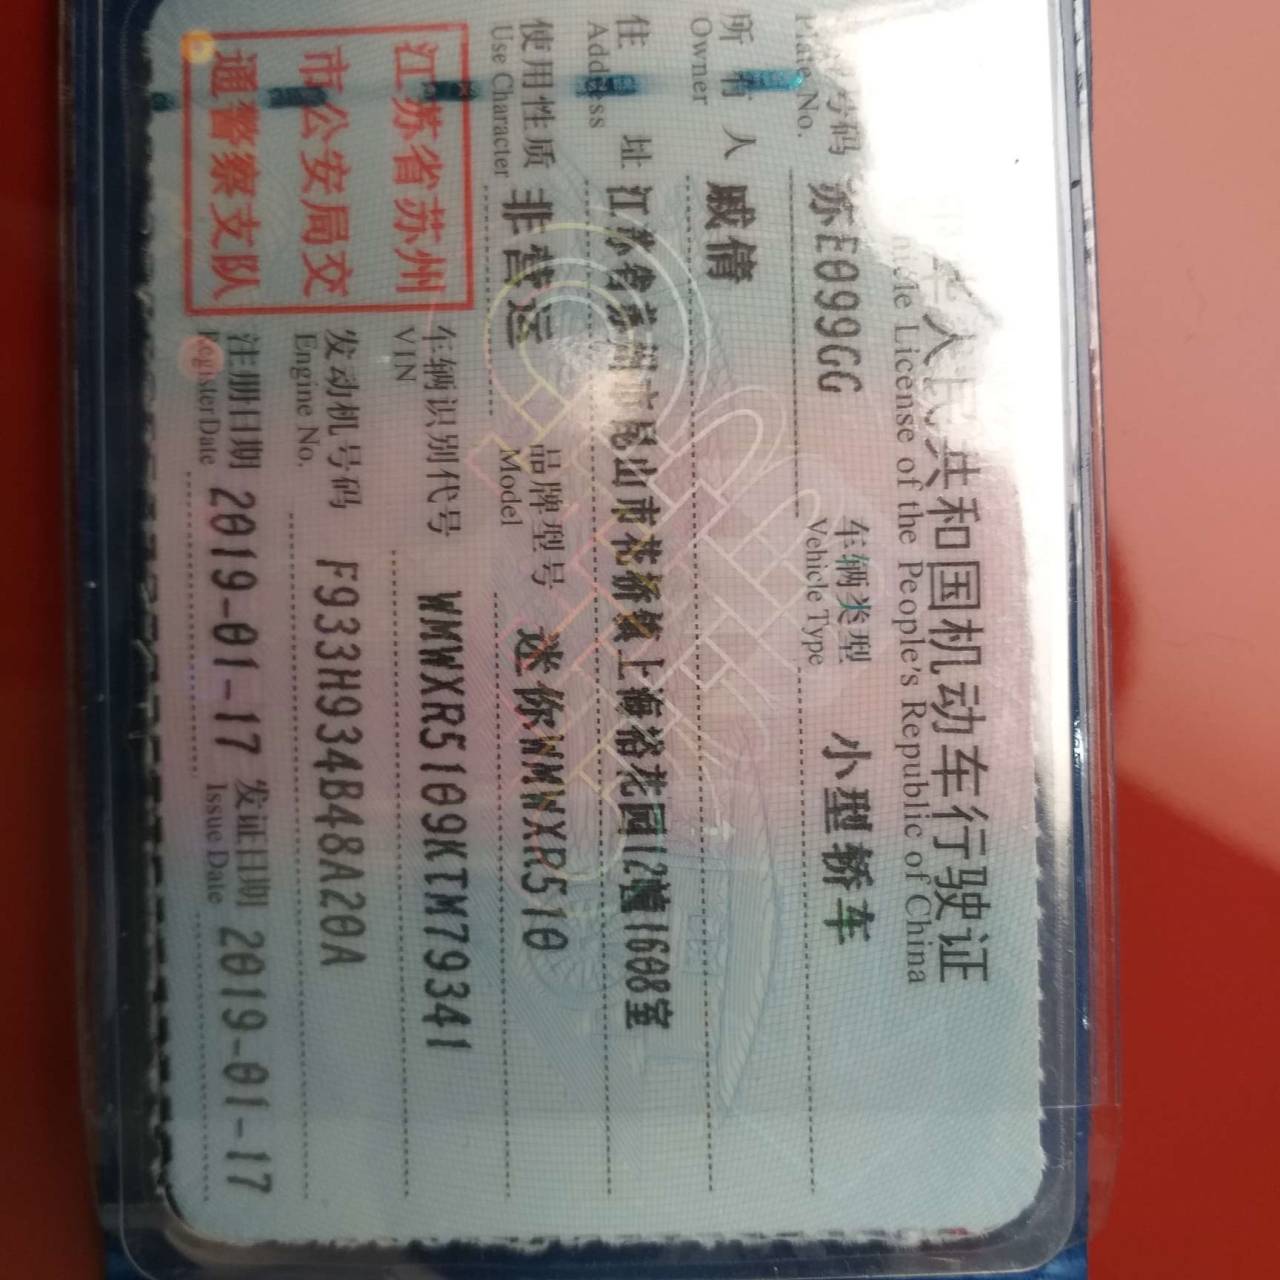 中华人民共和国机动车行驶证
Vehicle License of the People's Republic of China
号码 苏E099GG 车辆类型 小型轿车
Plate No. Vehicle Type
所有人 戚倩
Owner
住址 江苏省苏州市昆山市花桥镇上海裕花园12幢1608室
Address
使用性质 非营运 品牌型号 迷你WMWXR510
Use Character Model
江苏省苏州
市公安局交
通警察支队
车辆识别代号 WMWXR5109KTM79341
VIN
发动机号码 F933H934B48A20A
Engine No.
注册日期 2019-01-17 发证日期 2019-01-17
Register Date Issue Date